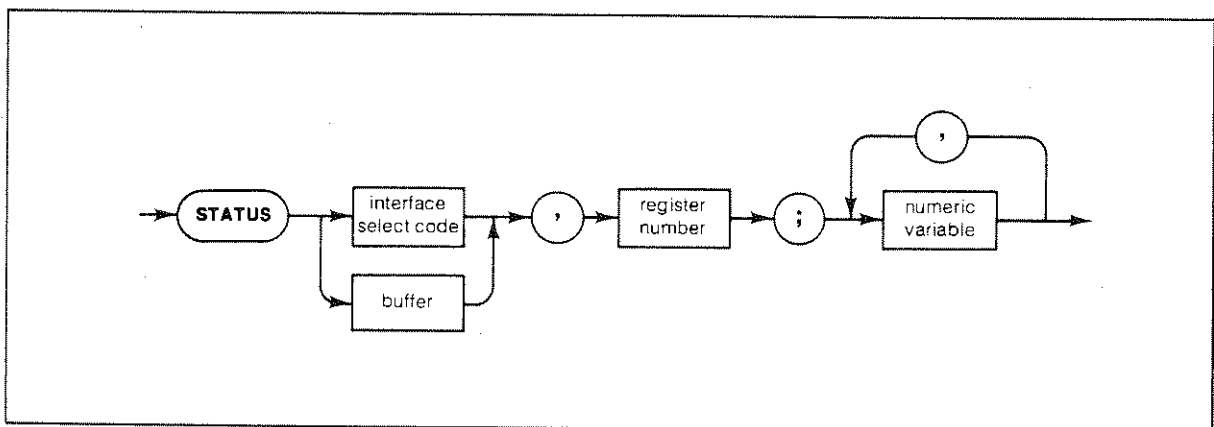 ,
STATUS
interface
select code
,
register
number
;
numeric
variable
buffer